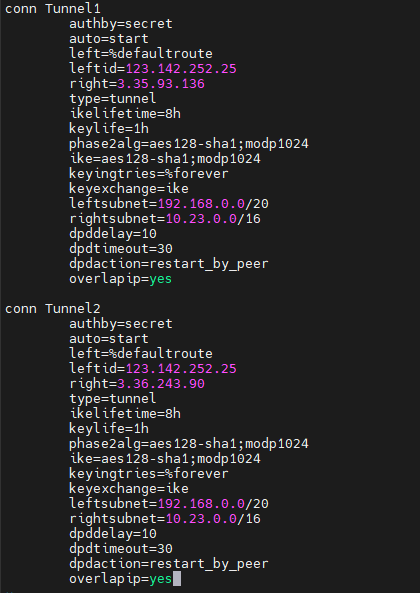 conn Tunnel1
        authby=secret
        auto=start
        left=%defaultroute
        leftid=123.142.252.25
        right=3.35.93.136
        type=tunnel
        ikelifetime=8h
        keylife=1h
        phase2alg=aes128-sha1;modp1024
        ike=aes128-sha1;modp1024
        keyingtries=%forever
        keyexchange=ike
        leftsubnet=192.168.0.0/20
        rightsubnet=10.23.0.0/16
        dpddelay=10
        dpdtimeout=30
        dpdaction=restart_by_peer
        overlapip=yes

conn Tunnel2
        authby=secret
        auto=start
        left=%defaultroute
        leftid=123.142.252.25
        right=3.36.243.90
        type=tunnel
        ikelifetime=8h
        keylife=1h
        phase2alg=aes128-sha1;modp1024
        ike=aes128-sha1;modp1024
        keyingtries=%forever
        keyexchange=ike
        leftsubnet=192.168.0.0/20
        rightsubnet=10.23.0.0/16
        dpddelay=10
        dpdtimeout=30
        dpdaction=restart_by_peer
        overlapip=yes